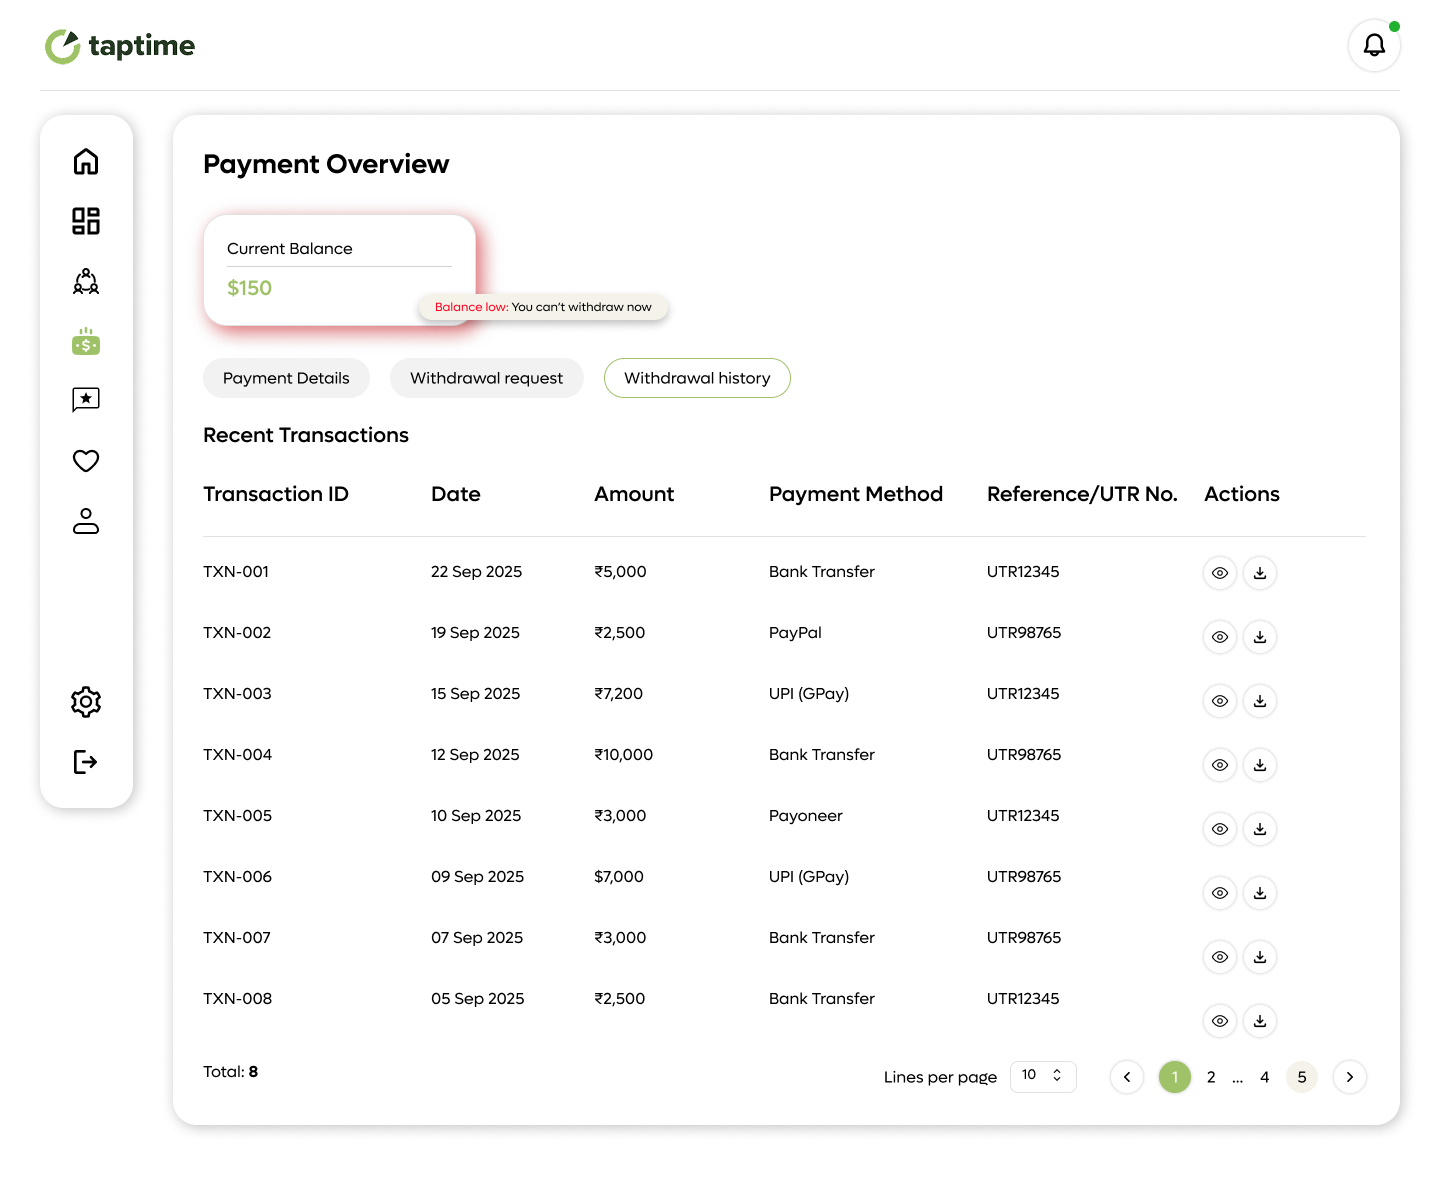 taptime
Payment Overview
Current Balance
$150
Balance low: You can't withdraw now
Payment Details Withdrawal request Withdrawal history
Recent Transactions
Transaction ID Date Amount Payment Method Reference/UTR No. Actions
TXN-001 22 Sep 2025 ₹5,000 Bank Transfer UTR12345
TXN-002 19 Sep 2025 ₹2,500 PayPal UTR98765
TXN-003 15 Sep 2025 ₹7,200 UPI (GPay) UTR12345
TXN-004 12 Sep 2025 ₹10,000 Bank Transfer UTR98765
TXN-005 10 Sep 2025 ₹3,000 Payoneer UTR12345
TXN-006 09 Sep 2025 $7,000 UPI (GPay) UTR98765
TXN-007 07 Sep 2025 ₹3,000 Bank Transfer UTR98765
TXN-008 05 Sep 2025 ₹2,500 Bank Transfer UTR12345
Total: 8 Lines per page 10 1 2 ... 4 5